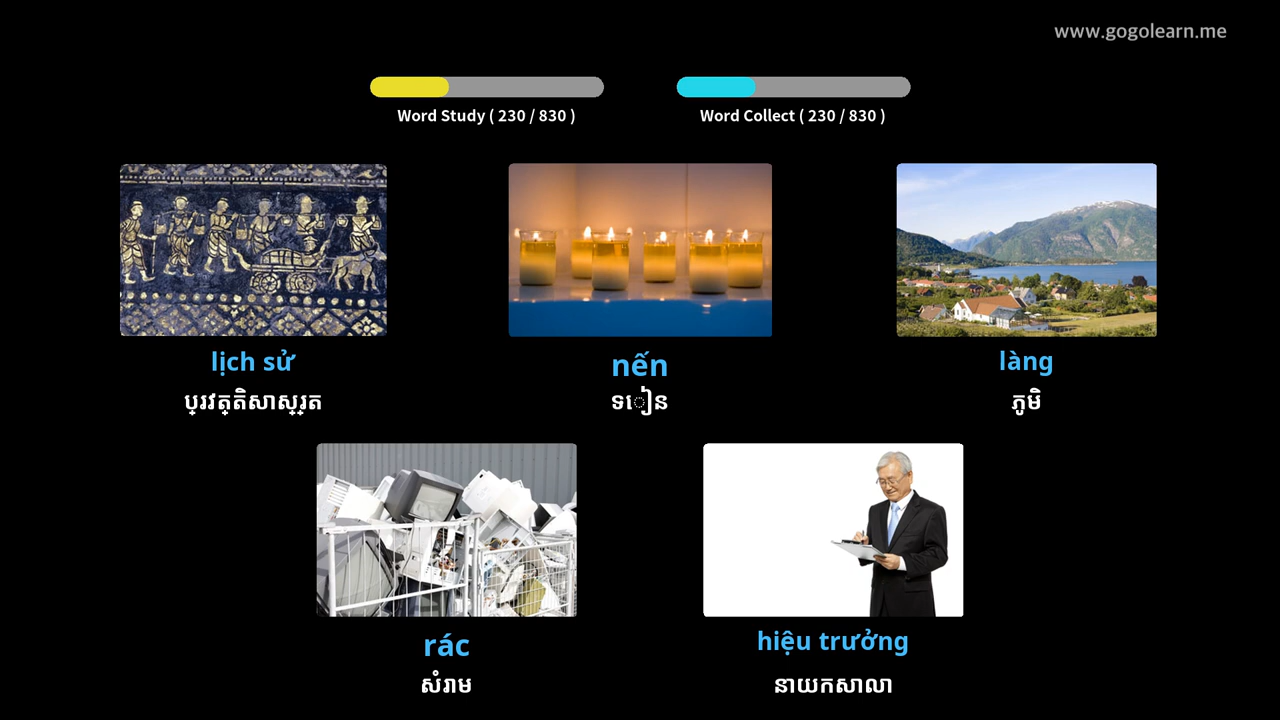 www.gogolearn.me
Word Study ( 230 / 830 )
Word Collect ( 230 / 830 )
lịch sử
ប្រវត្តិសាស្រ្ត
nến
ទៀន
làng
ភូមិ
rác
សំរាម
hiệu trưởng
នាយកសាលា